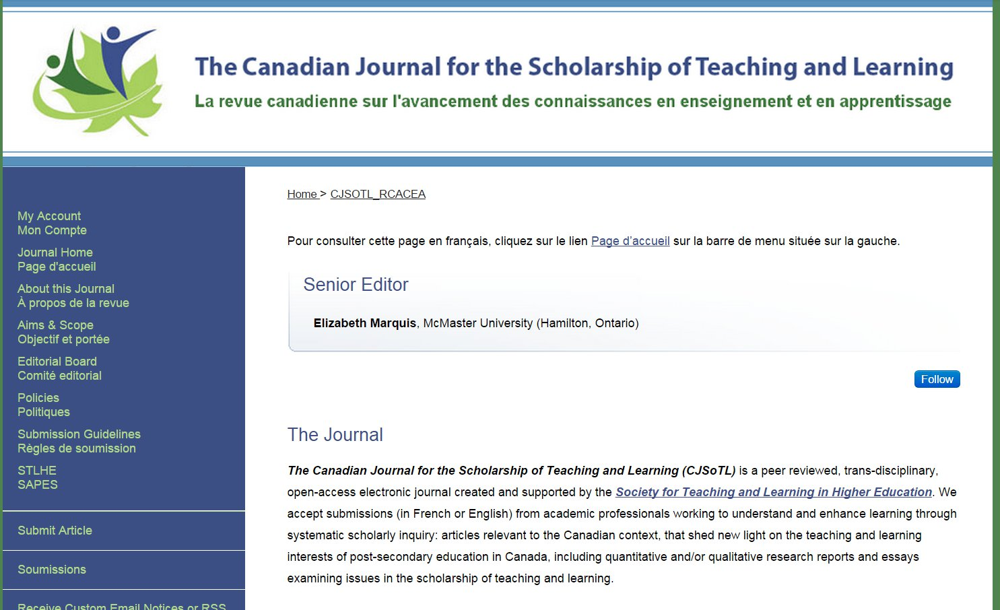 The Canadian Journal for the Scholarship of Teaching and Learning
La revue canadienne sur l'avancement des connaissances en enseignement et en apprentissage
My Account
Mon Compte
Journal Home
Page d'accueil
About this Journal
À propos de la revue
Aims & Scope
Objectif et portée
Editorial Board
Comité editorial
Policies
Politiques
Submission Guidelines
Règles de soumission
STLHE
SAPES
Submit Article
Soumissions
Receive Custom Email Notices or RSS
Home > CJSOTL_RCACEA
Pour consulter cette page en français, cliquez sur le lien Page d’accueil sur la barre de menu située sur la gauche.
Senior Editor
Elizabeth Marquis, McMaster University (Hamilton, Ontario)
Follow
The Journal
The Canadian Journal for the Scholarship of Teaching and Learning (CJSoTL) is a peer reviewed, trans-disciplinary,
open-access electronic journal created and supported by the Society for Teaching and Learning in Higher Education. We
accept submissions (in French or English) from academic professionals working to understand and enhance learning through
systematic scholarly inquiry: articles relevant to the Canadian context, that shed new light on the teaching and learning
interests of post-secondary education in Canada, including quantitative and/or qualitative research reports and essays
examining issues in the scholarship of teaching and learning.